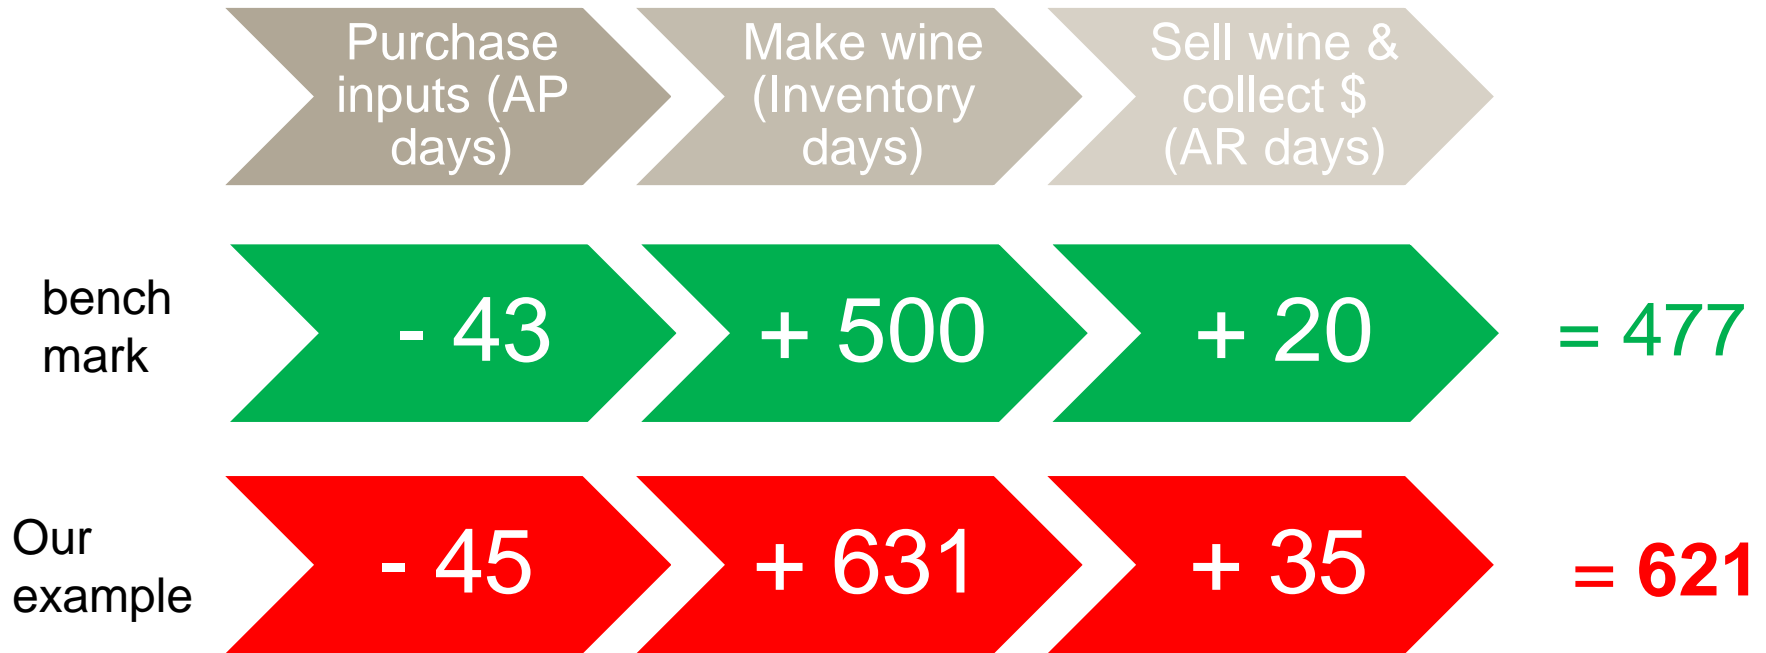 Purchase
inputs (AP
days)
Make wine
(Inventory
days)
Sell wine &
collect $
(AR days)
bench
mark
- 43
+ 500
+ 20
= 477
Our
example
- 45
+ 631
+ 35
= 621